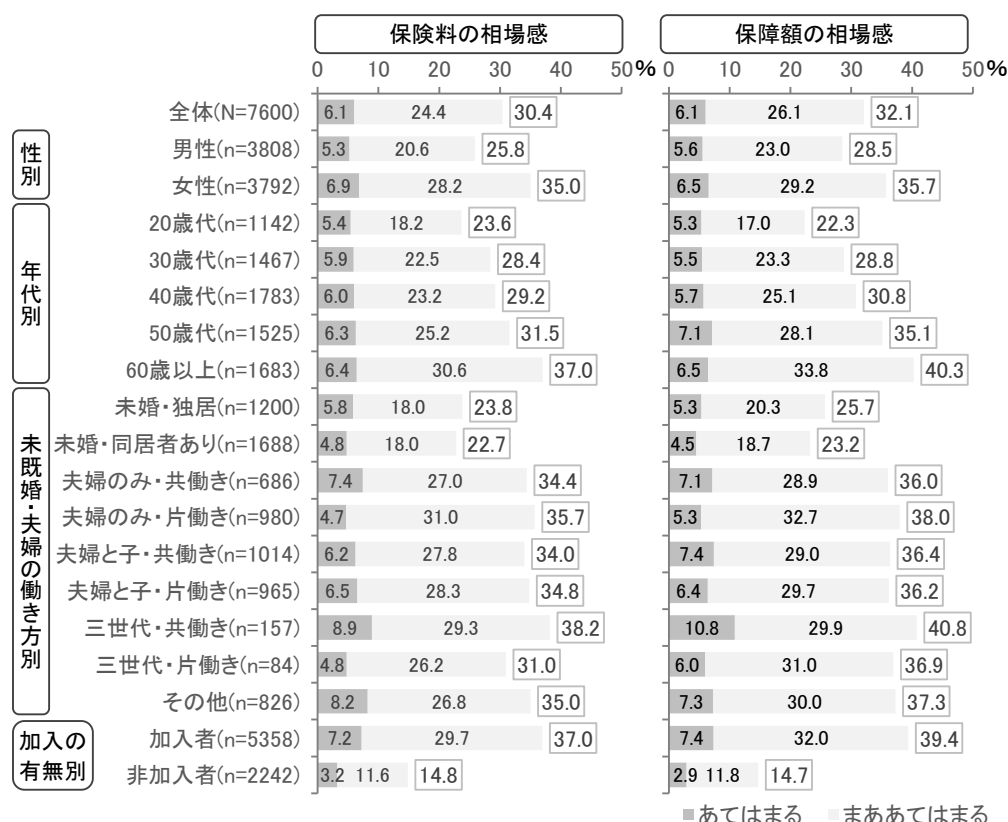 保険料の相場感 保障額の相場感
0 10 20 30 40 50% 0 10 20 30 40 50%
全体(N=7600) 6.1 24.4 30.4 6.1 26.1 32.1
性別
男性(n=3808) 5.3 20.6 25.8 5.6 23.0 28.5
女性(n=3792) 6.9 28.2 35.0 6.5 29.2 35.7
年代別
20歳代(n=1142) 5.4 18.2 23.6 5.3 17.0 22.3
30歳代(n=1467) 5.9 22.5 28.4 5.5 23.3 28.8
40歳代(n=1783) 6.0 23.2 29.2 5.7 25.1 30.8
50歳代(n=1525) 6.3 25.2 31.5 7.1 28.1 35.1
60歳以上(n=1683) 6.4 30.6 37.0 6.5 33.8 40.3
未既婚・夫婦の働き方別
未婚・独居(n=1200) 5.8 18.0 23.8 5.3 20.3 25.7
未婚・同居者あり(n=1688) 4.8 18.0 22.7 4.5 18.7 23.2
夫婦のみ・共働き(n=686) 7.4 27.0 34.4 7.1 28.9 36.0
夫婦のみ・片働き(n=980) 4.7 31.0 35.7 5.3 32.7 38.0
夫婦と子・共働き(n=1014) 6.2 27.8 34.0 7.4 29.0 36.4
夫婦と子・片働き(n=965) 6.5 28.3 34.8 6.4 29.7 36.2
三世代・共働き(n=157) 8.9 29.3 38.2 10.8 29.9 40.8
三世代・片働き(n=84) 4.8 26.2 31.0 6.0 31.0 36.9
その他(n=826) 8.2 26.8 35.0 7.3 30.0 37.3
加入の
有無別
加入者(n=5358) 7.2 29.7 37.0 7.4 32.0 39.4
非加入者(n=2242) 3.2 11.6 14.8 2.9 11.8 14.7
あてはまる まああてはまる